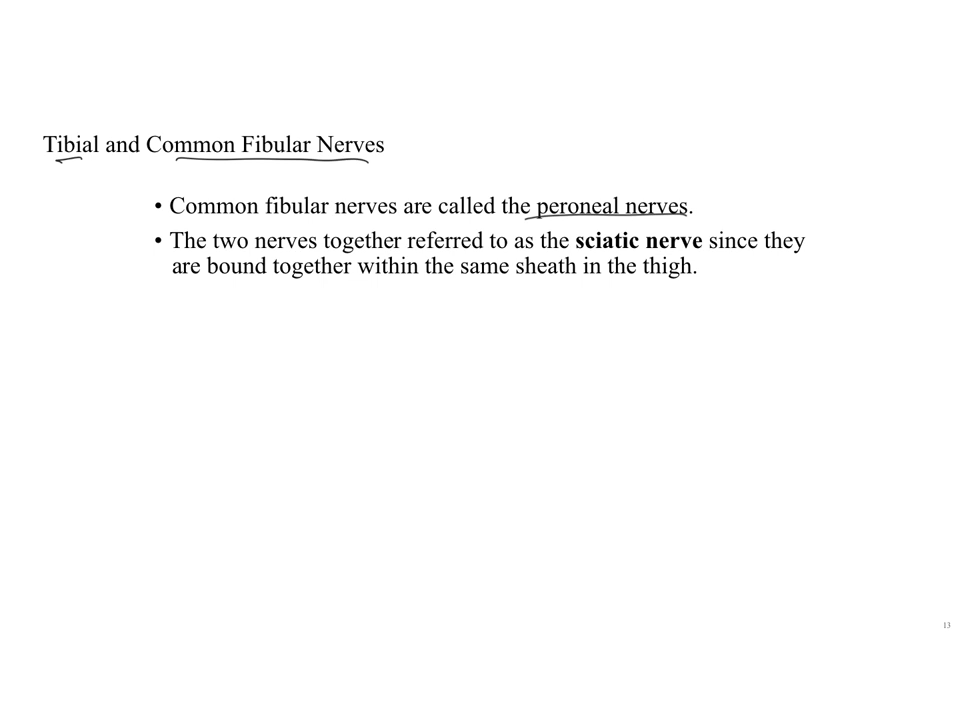 Tibial and Common Fibular Nerves
• Common fibular nerves are called the peroneal nerves.
• The two nerves together referred to as the sciatic nerve since they
are bound together within the same sheath in the thigh.
13